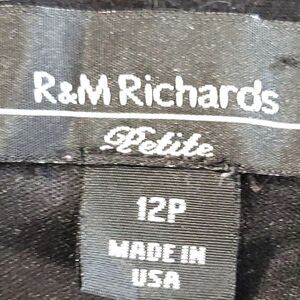 R&M Richards
Petite
12P
MADE IN
USA